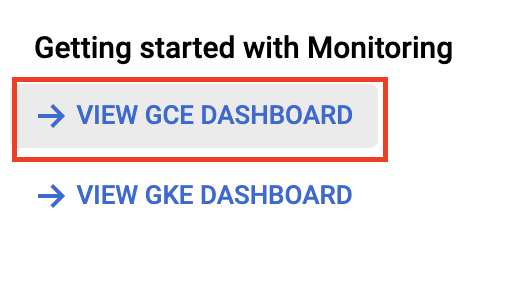 Getting started with Monitoring
→ VIEW GCE DASHBOARD
→ VIEW GKE DASHBOARD